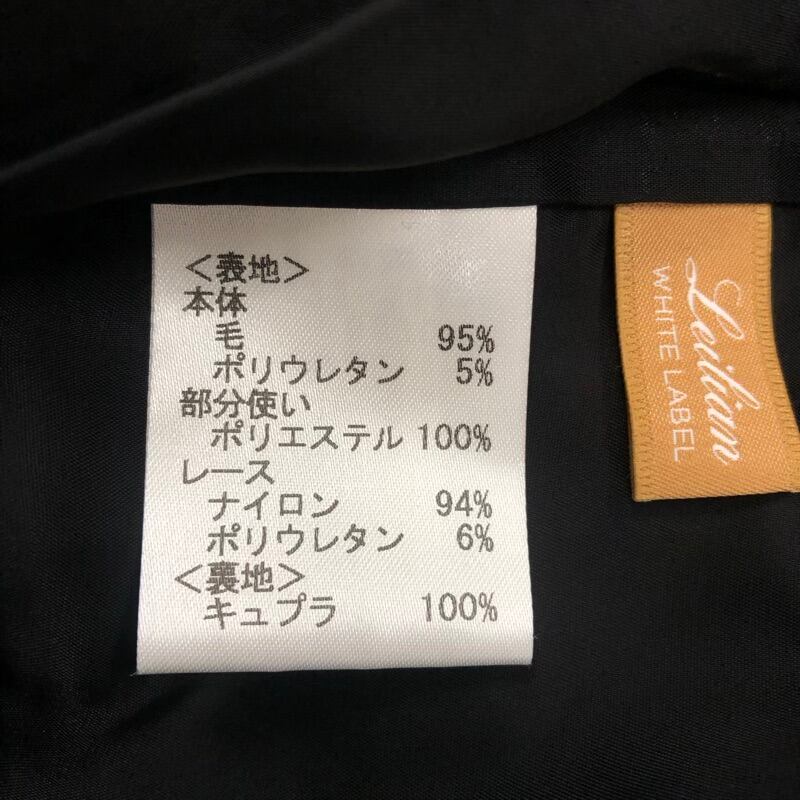 <表地>
本体
毛 95%
ポリウレタン 5%
部分使い
ポリエステル 100%
レース
ナイロン 94%
ポリウレタン 6%
<裏地>
キュプラ 100%
Leilian
WHITE LABEL